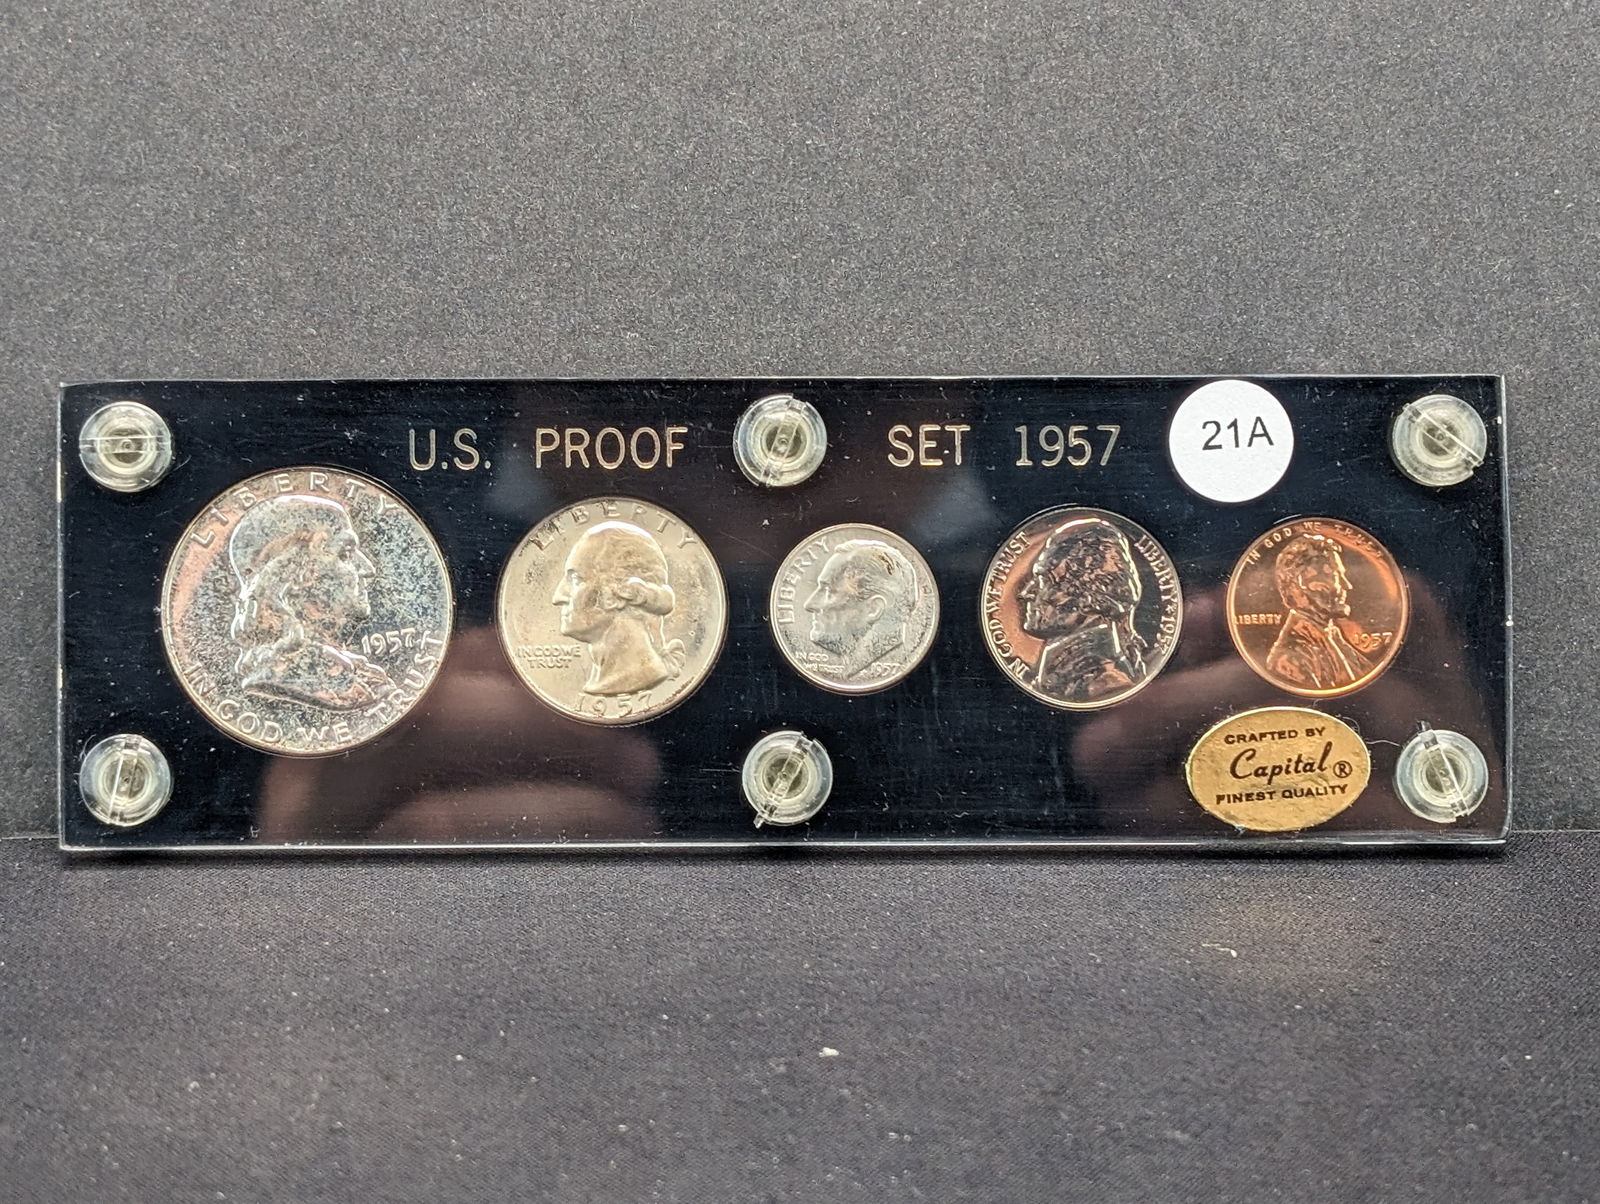 U.S. PROOF SET 1957
21A
LIBERTY
1957
IN GOD WE TRUST
LIBERTY
IN GOD WE
TRUST
1957
LIBERTY
IN GOD
WE TRUST
1957
IN GOD WE TRUST
LIBERTY ★ 1957
IN GOD WE TRUST
LIBERTY
1957
CRAFTED BY
Capital ®
FINEST QUALITY